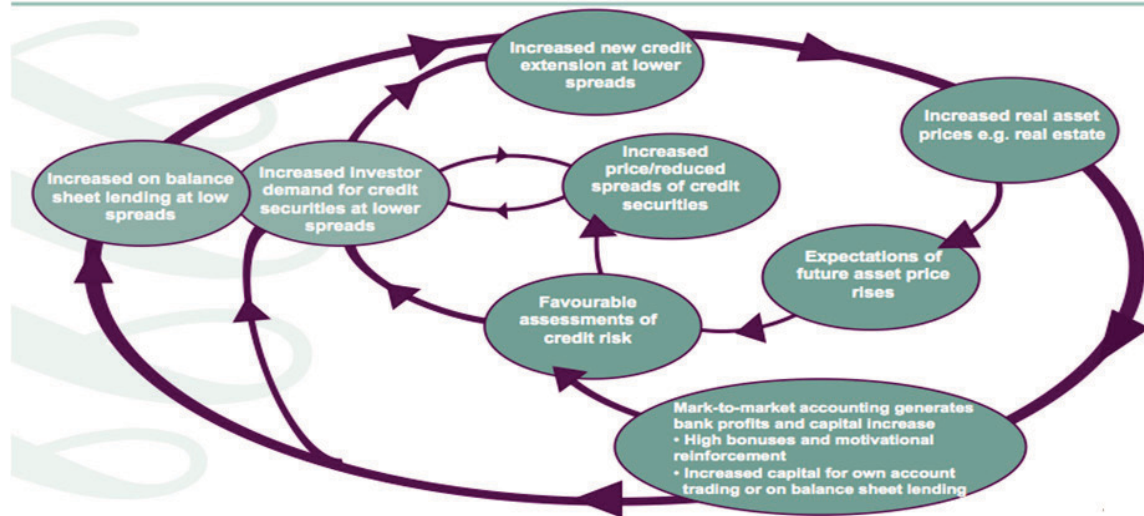 Increased new credit
extension at lower
spreads
Increased real asset
prices e.g. real estate
Increased on balance
sheet lending at low
spreads
Increased Investor
demand for credit
securities at lower
spreads
Increased
price/reduced
spreads of credit
securities
Expectations of
future asset price
rises
Favourable
assessments of
credit risk
Mark-to-market accounting generates
bank profits and capital increase
• High bonuses and motivational
reinforcement
• Increased capital for own account
trading or on balance sheet lending